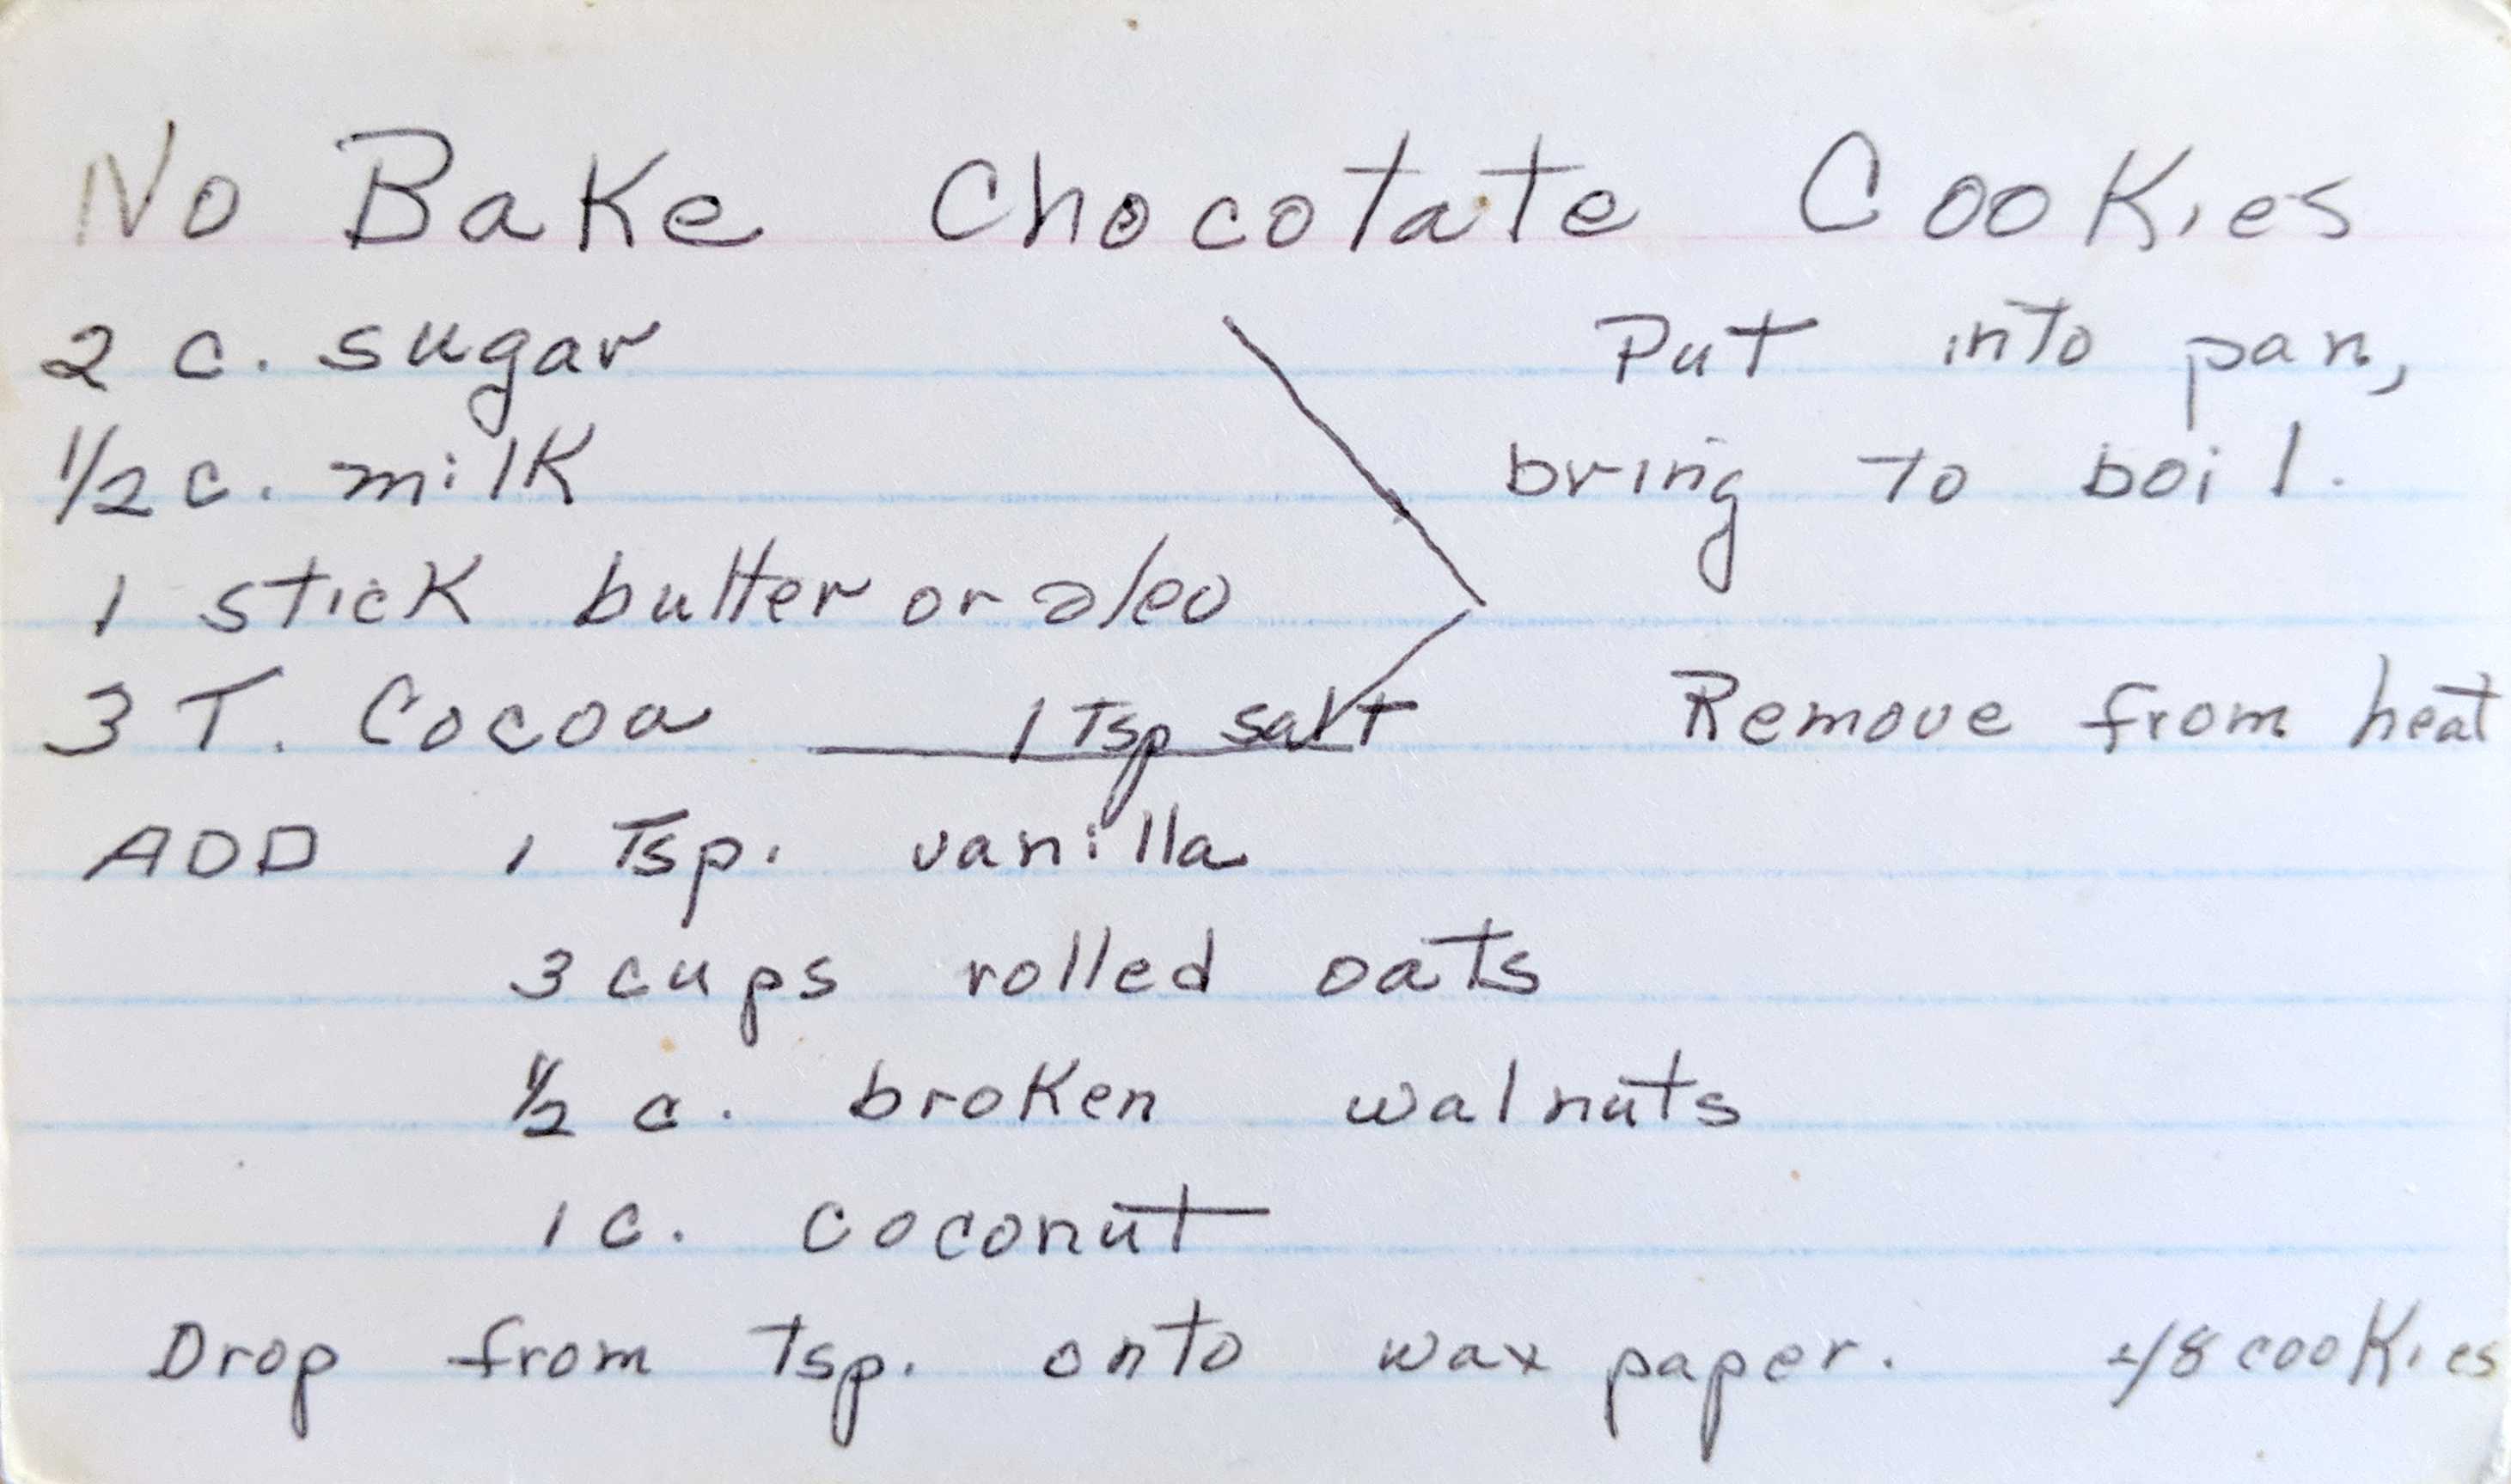 No Bake Chocotate Cookies
2 c. sugar Put into pan,
1/2 c. milk bring to boil.
1 stick butter or oleo
3 T. Cocoa 1 Tsp salt Remove from heat
ADD 1 Tsp. vanilla
3 cups rolled oats
1/2 c. broken walnuts
1 c. coconut
Drop from Tsp. onto wax paper. 48 cookies